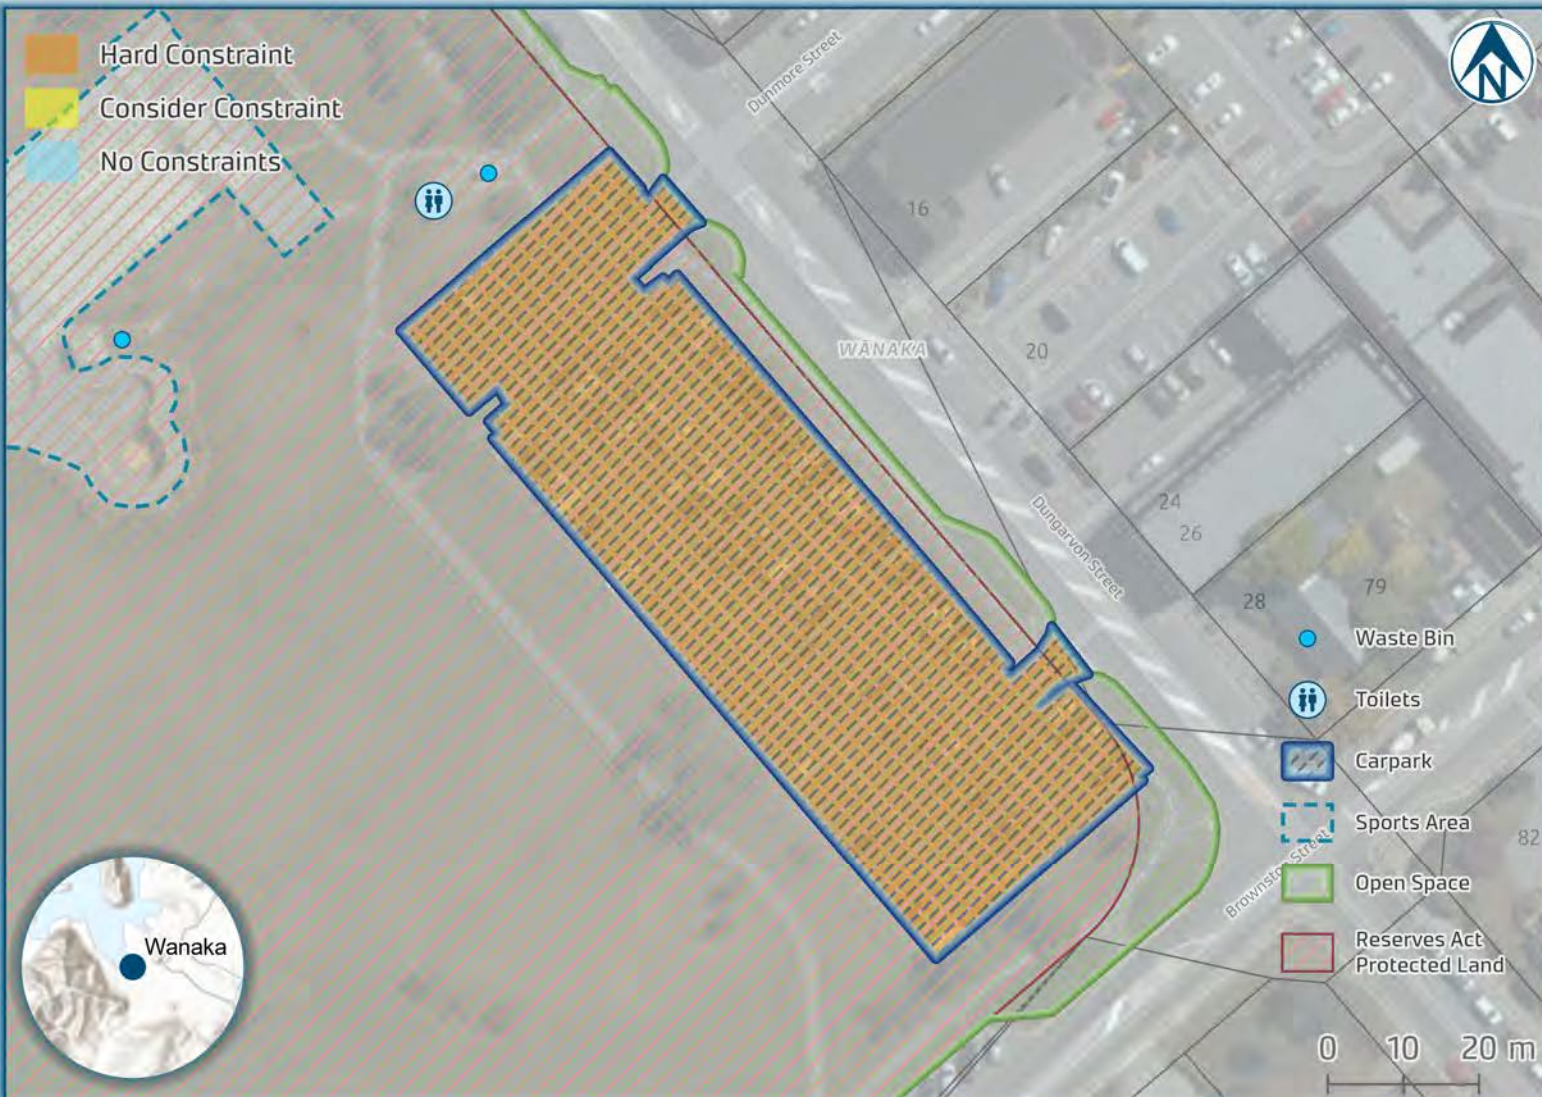 Hard Constraint
Consider Constraint
No Constraints
N
Dunmore Street
16
WĀNAKA
20
24
26
Dungarvon Street
28
79
82
Brownston Street
Waste Bin
Toilets
Carpark
Sports Area
Open Space
Reserves Act
Protected Land
Wanaka
0 10 20 m